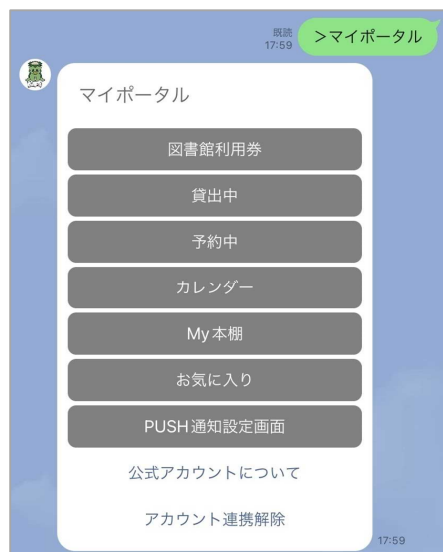 既読
17:59
>マイポータル
マイポータル
図書館利用券
貸出中
予約中
カレンダー
My本棚
お気に入り
PUSH通知設定画面
公式アカウントについて
アカウント連携解除
17:59